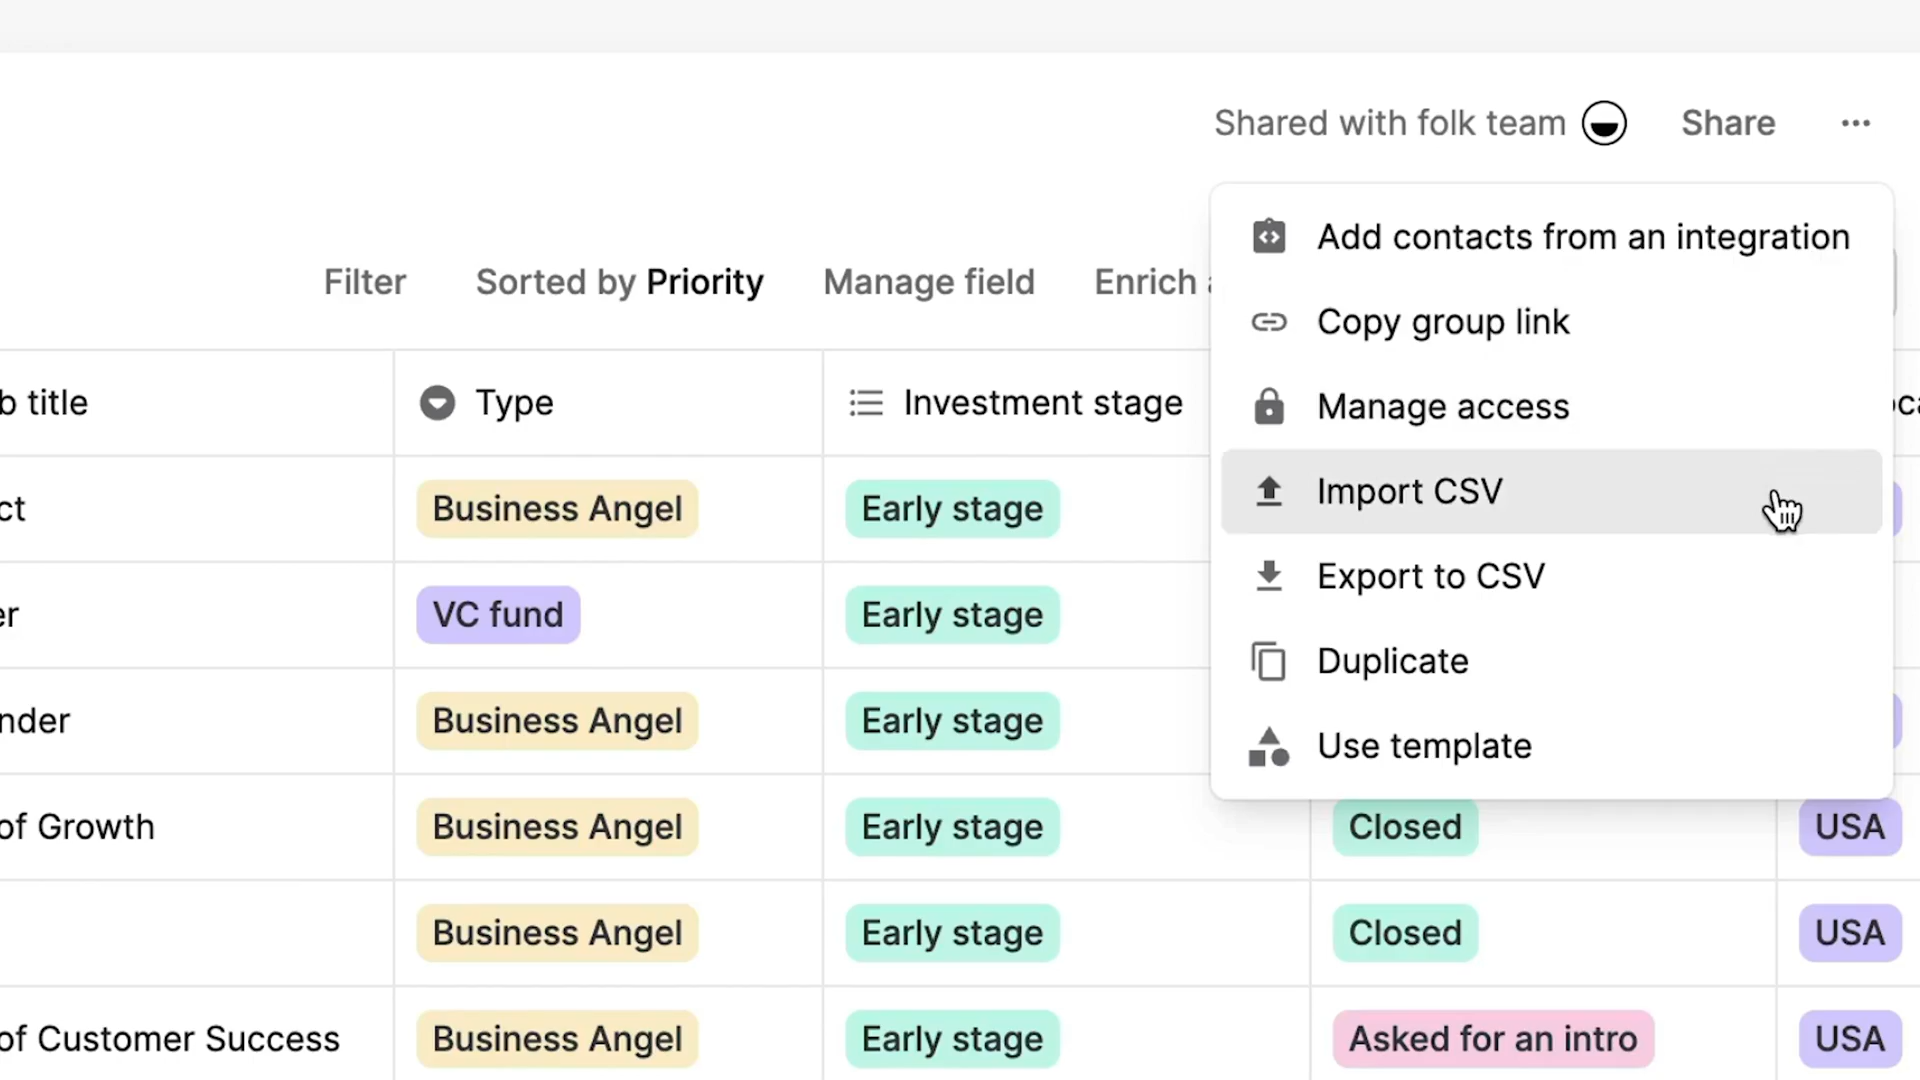 Shared with folk team Share
Add contacts from an integration
Filter Sorted by Priority Manage field Enrich
Copy group link
b title Type Investment stage
Manage access
ct Business Angel Early stage
Import CSV
Export to CSV
er VC fund Early stage
Duplicate
nder Business Angel Early stage
Use template
of Growth Business Angel Early stage Closed USA
Business Angel Early stage Closed USA
of Customer Success Business Angel Early stage Asked for an intro USA